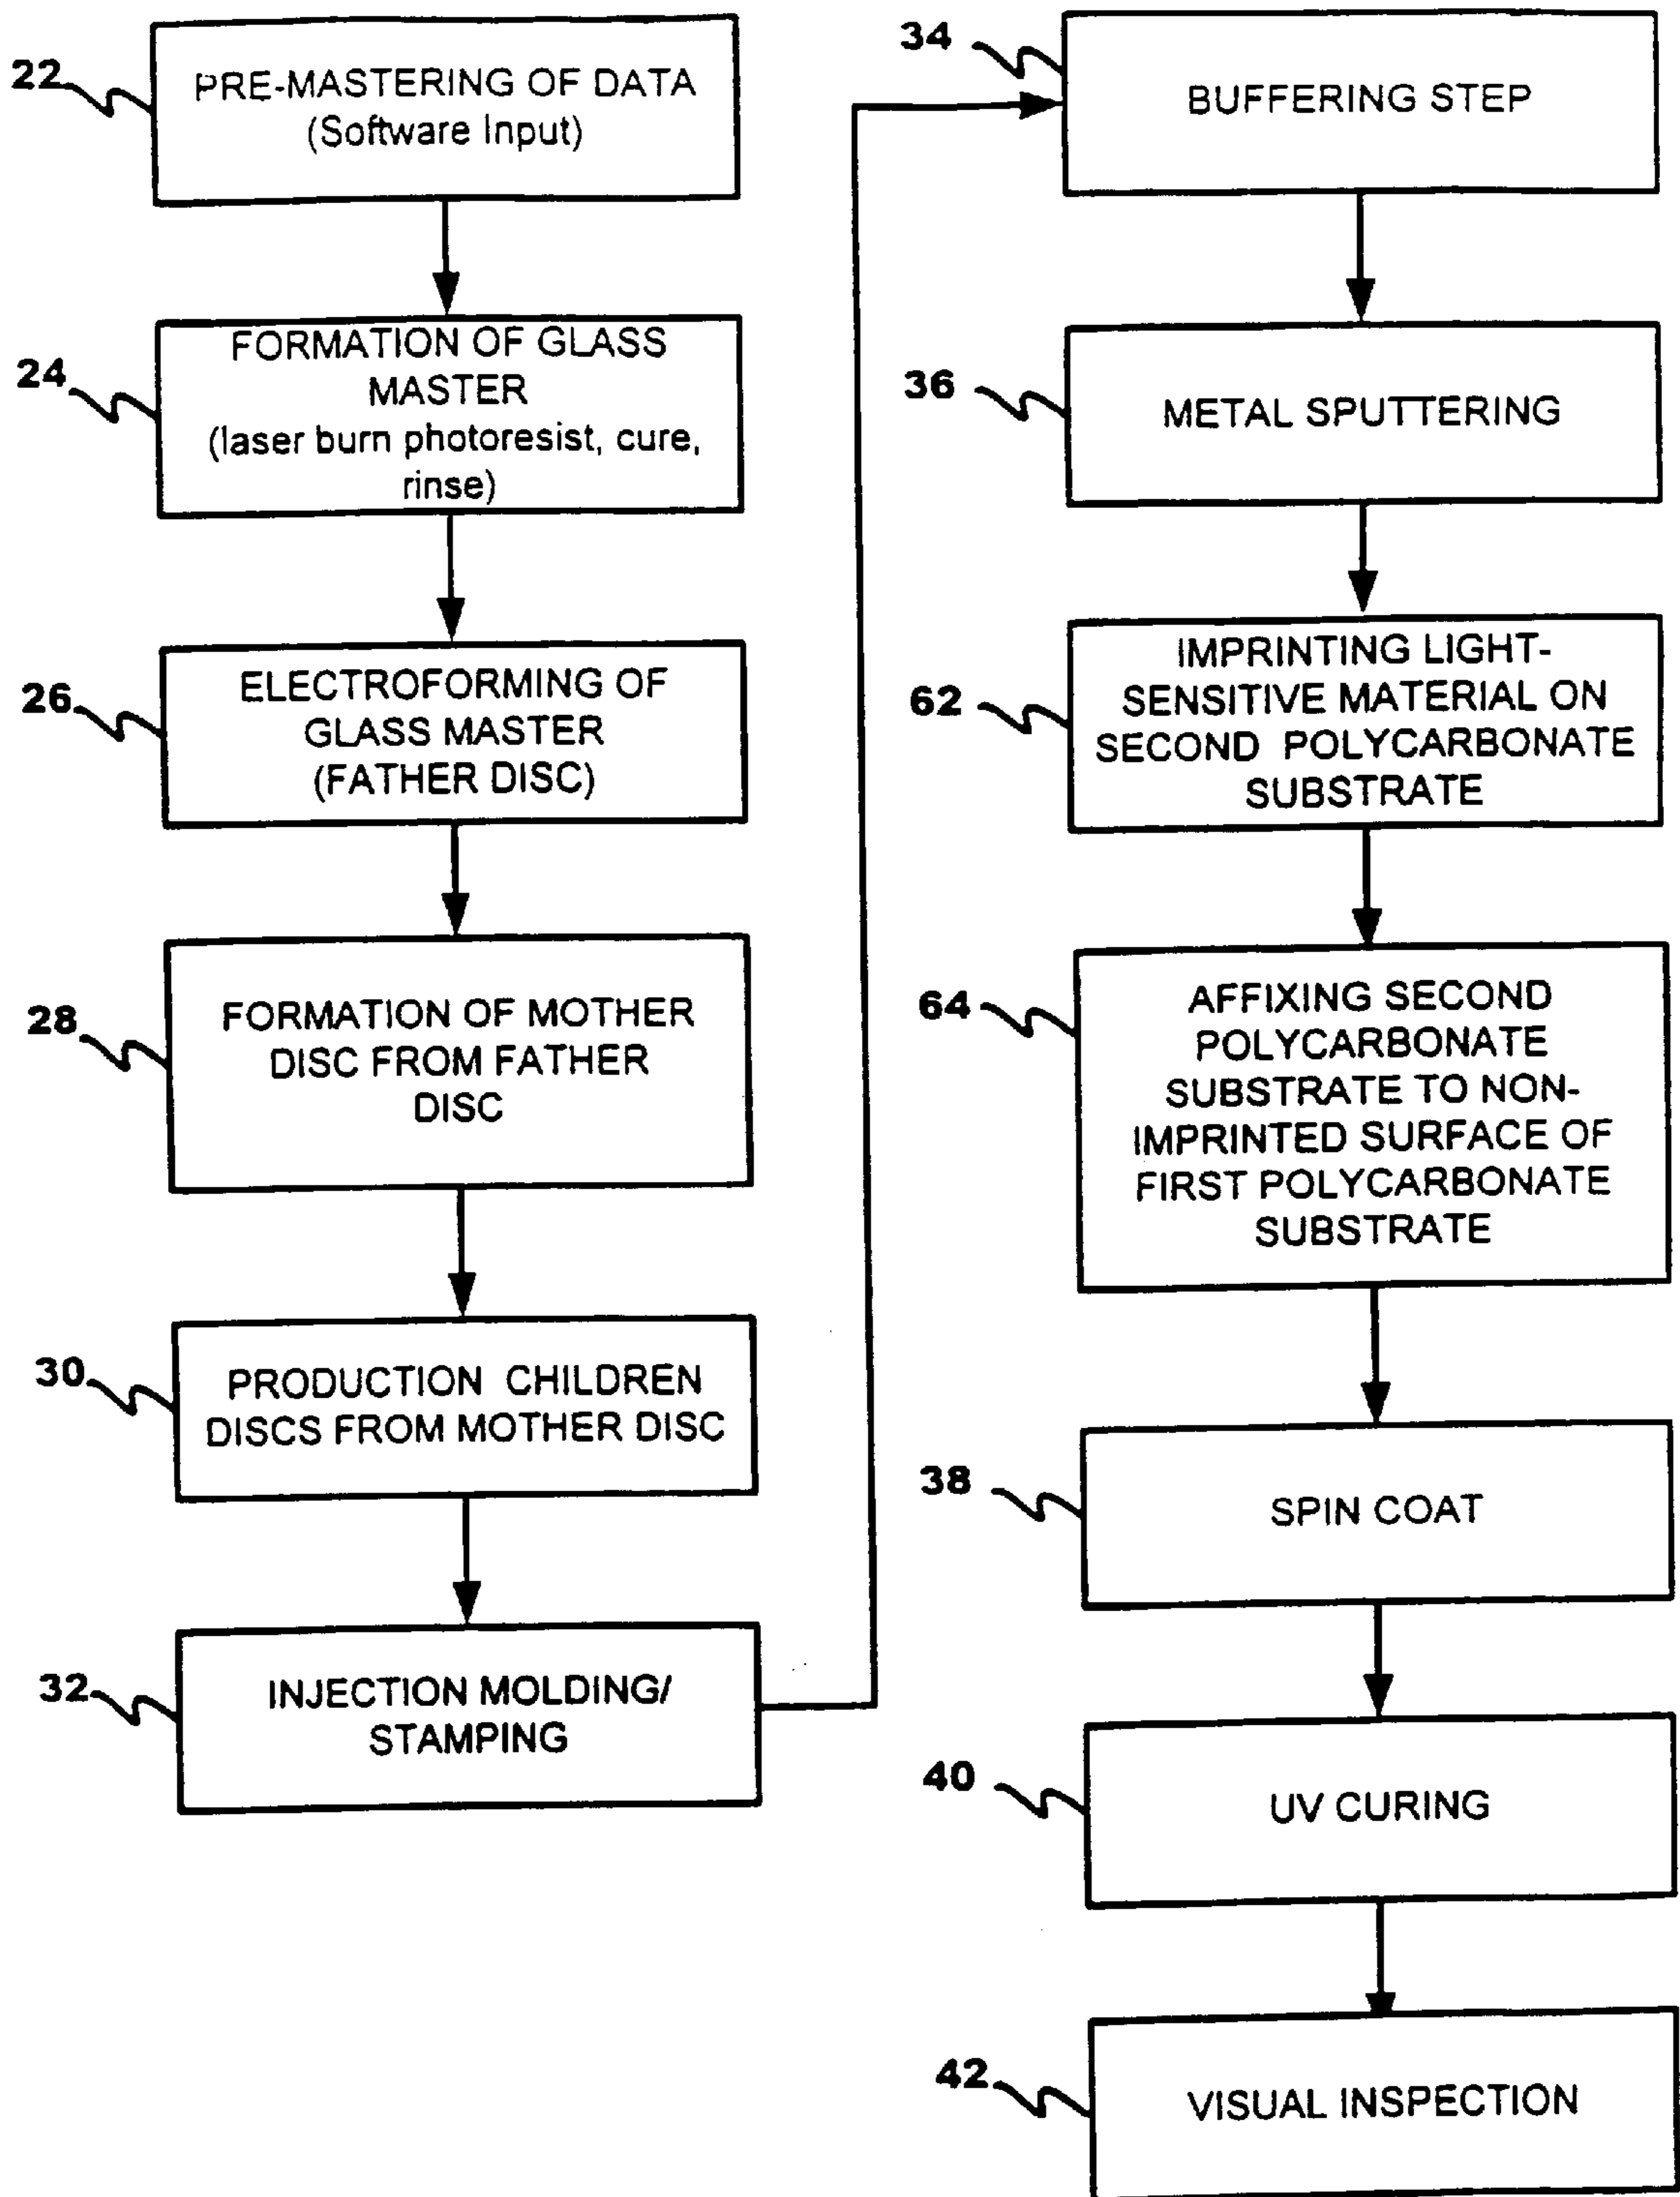 22
PRE-MASTERING OF DATA
(Software Input)
24
FORMATION OF GLASS
MASTER
(laser burn photoresist, cure,
rinse)
26
ELECTROFORMING OF
GLASS MASTER
(FATHER DISC)
28
FORMATION OF MOTHER
DISC FROM FATHER
DISC
30
PRODUCTION CHILDREN
DISCS FROM MOTHER DISC
32
INJECTION MOLDING/
STAMPING
34
BUFFERING STEP
36
METAL SPUTTERING
62
IMPRINTING LIGHT-
SENSITIVE MATERIAL ON
SECOND POLYCARBONATE
SUBSTRATE
64
AFFIXING SECOND
POLYCARBONATE
SUBSTRATE TO NON-
IMPRINTED SURFACE OF
FIRST POLYCARBONATE
SUBSTRATE
38
SPIN COAT
40
UV CURING
42
VISUAL INSPECTION